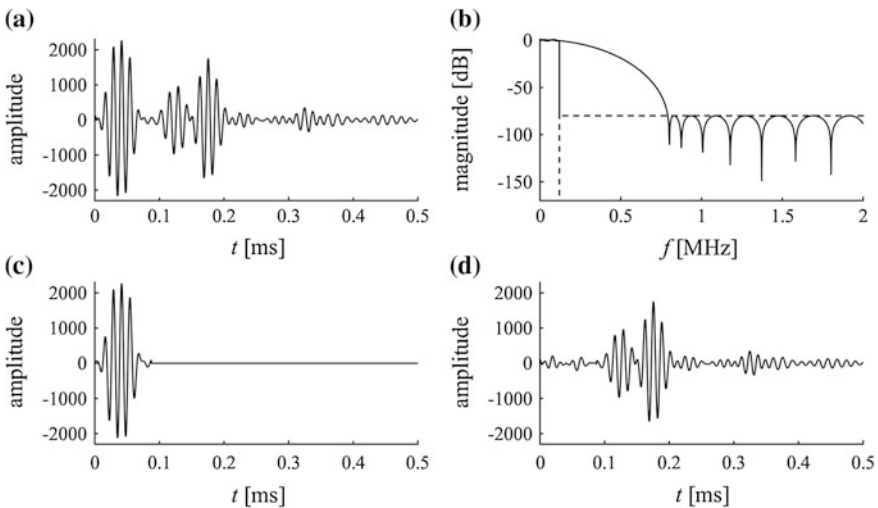 (a)
amplitude
2000
1000
0
-1000
-2000
0 0.1 0.2 0.3 0.4 0.5
t [ms]
(b)
magnitude [dB]
0
-50
-100
-150
0 0.5 1 1.5 2
f [MHz]
(c)
amplitude
2000
1000
0
-1000
-2000
0 0.1 0.2 0.3 0.4 0.5
t [ms]
(d)
amplitude
2000
1000
0
-1000
-2000
0 0.1 0.2 0.3 0.4 0.5
t [ms]